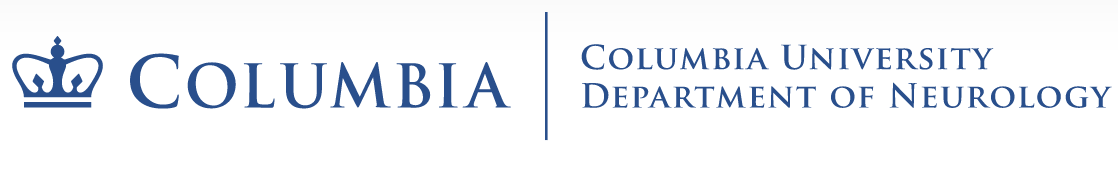 COLUMBIA
COLUMBIA UNIVERSITY
DEPARTMENT OF NEUROLOGY